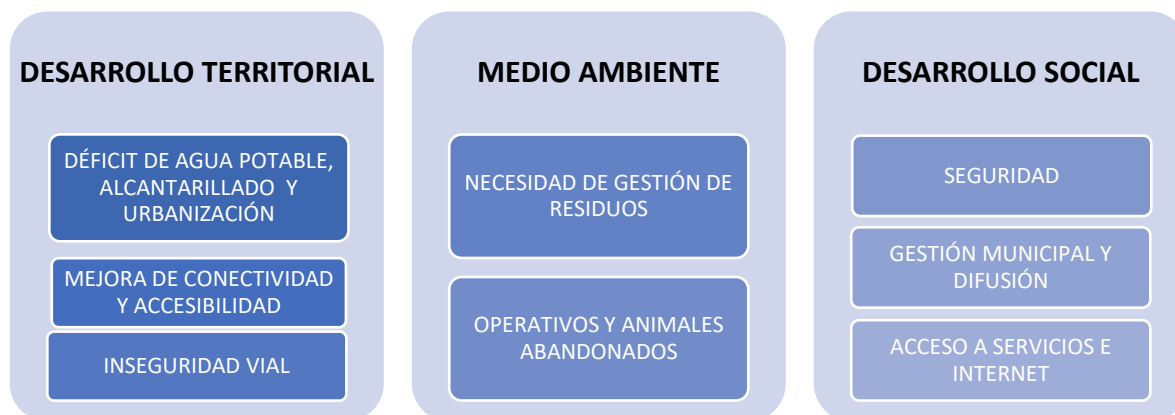 DESARROLLO TERRITORIAL
DÉFICIT DE AGUA POTABLE,
ALCANTARILLADO Y
URBANIZACIÓN
MEJORA DE CONECTIVIDAD
Y ACCESIBILIDAD
INSEGURIDAD VIAL
MEDIO AMBIENTE
NECESIDAD DE GESTIÓN DE
RESIDUOS
OPERATIVOS Y ANIMALES
ABANDONADOS
DESARROLLO SOCIAL
SEGURIDAD
GESTIÓN MUNICIPAL Y
DIFUSIÓN
ACCESO A SERVICIOS E
INTERNET